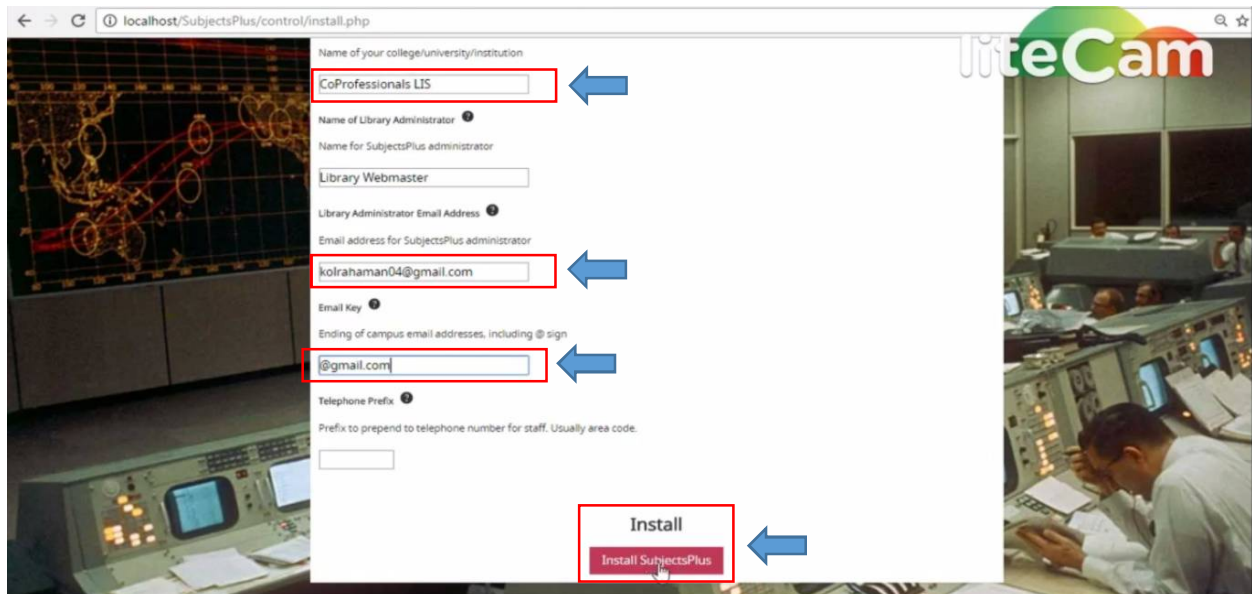 localhost/SubjectsPlus/control/install.php
liteCam
Name of your college/university/institution
CoProfessionals LIS
Name of Library Administrator ?
Name for SubjectsPlus administrator
Library Webmaster
Library Administrator Email Address ?
Email address for SubjectsPlus administrator
kolrahaman04@gmail.com
Email Key ?
Ending of campus email addresses, including @ sign
@gmail.com
Telephone Prefix ?
Prefix to prepend to telephone number for staff. Usually area code.
Install
Install SubjectsPlus